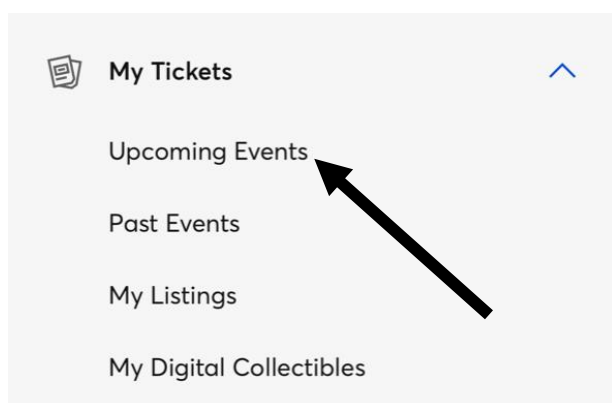 My Tickets
Upcoming Events
Past Events
My Listings
My Digital Collectibles